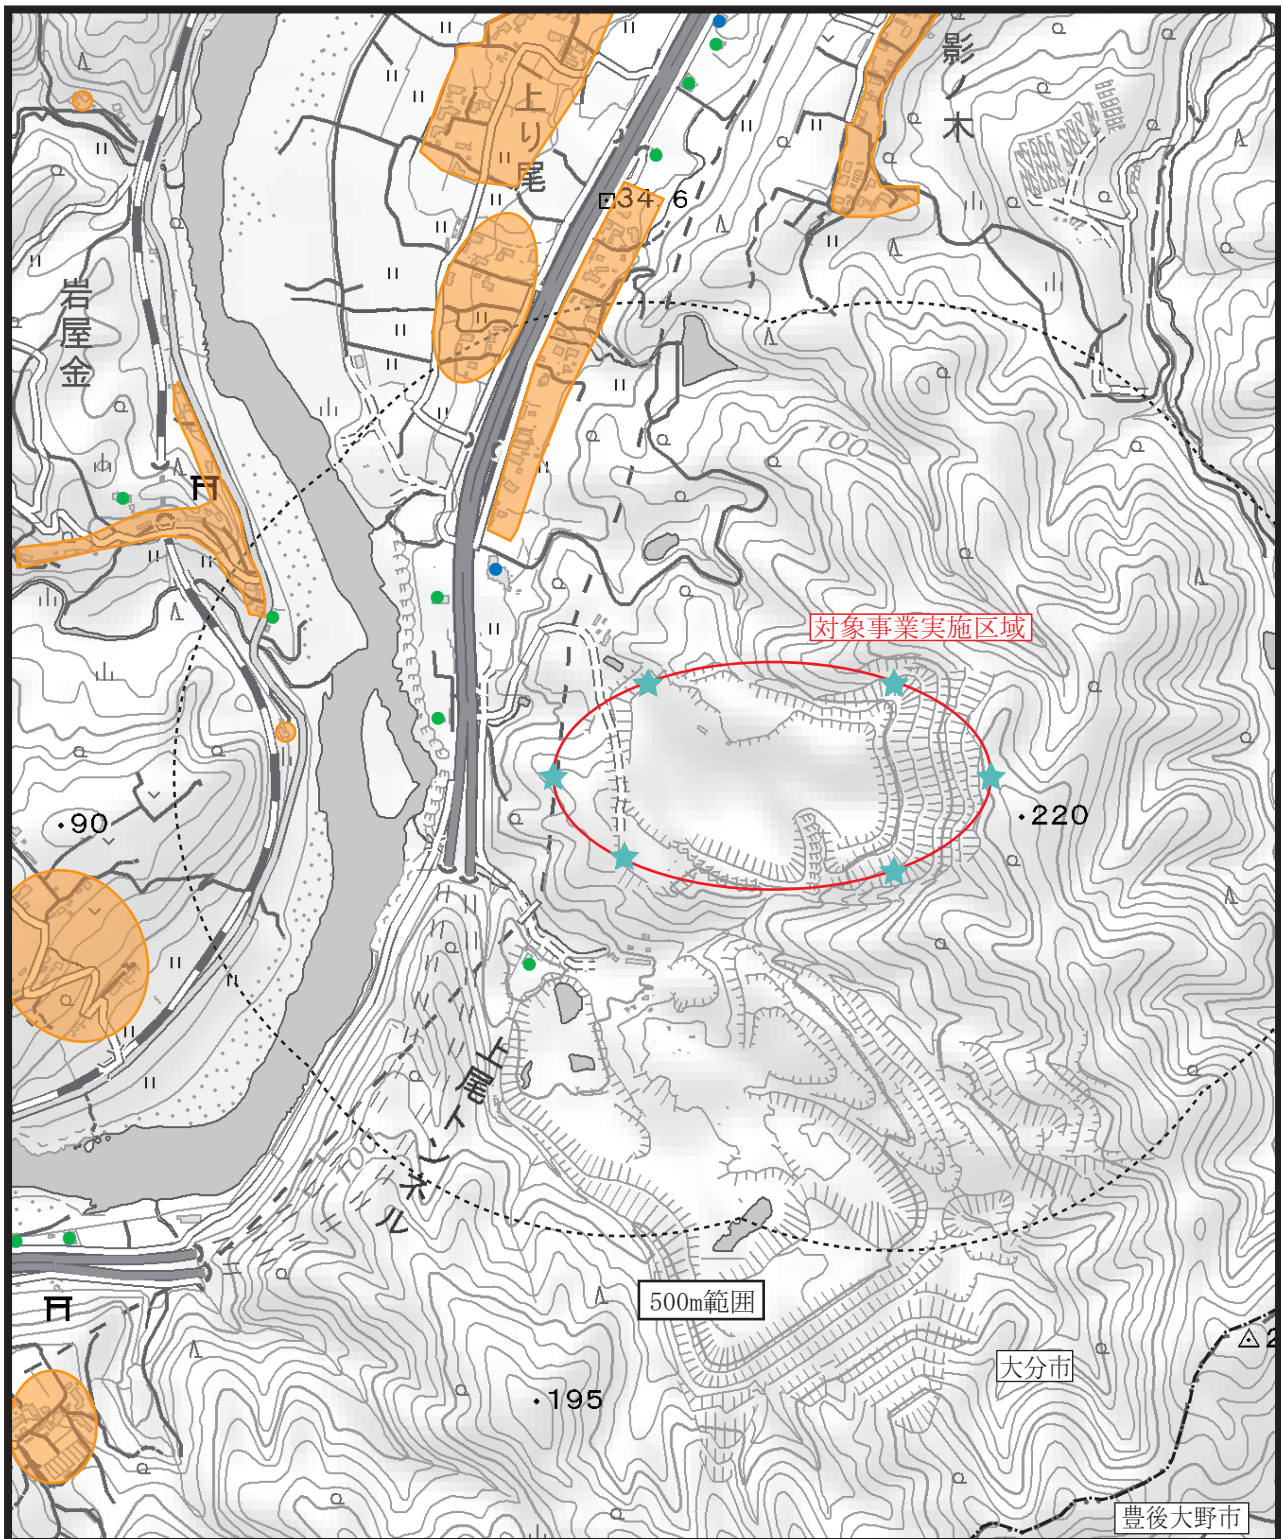 影ノ木
上り尾
34.6
岩屋金
100
対象事業実施区域
220
90
上尾トンネル
100
500m範囲
大分市
2
195
豊後大野市